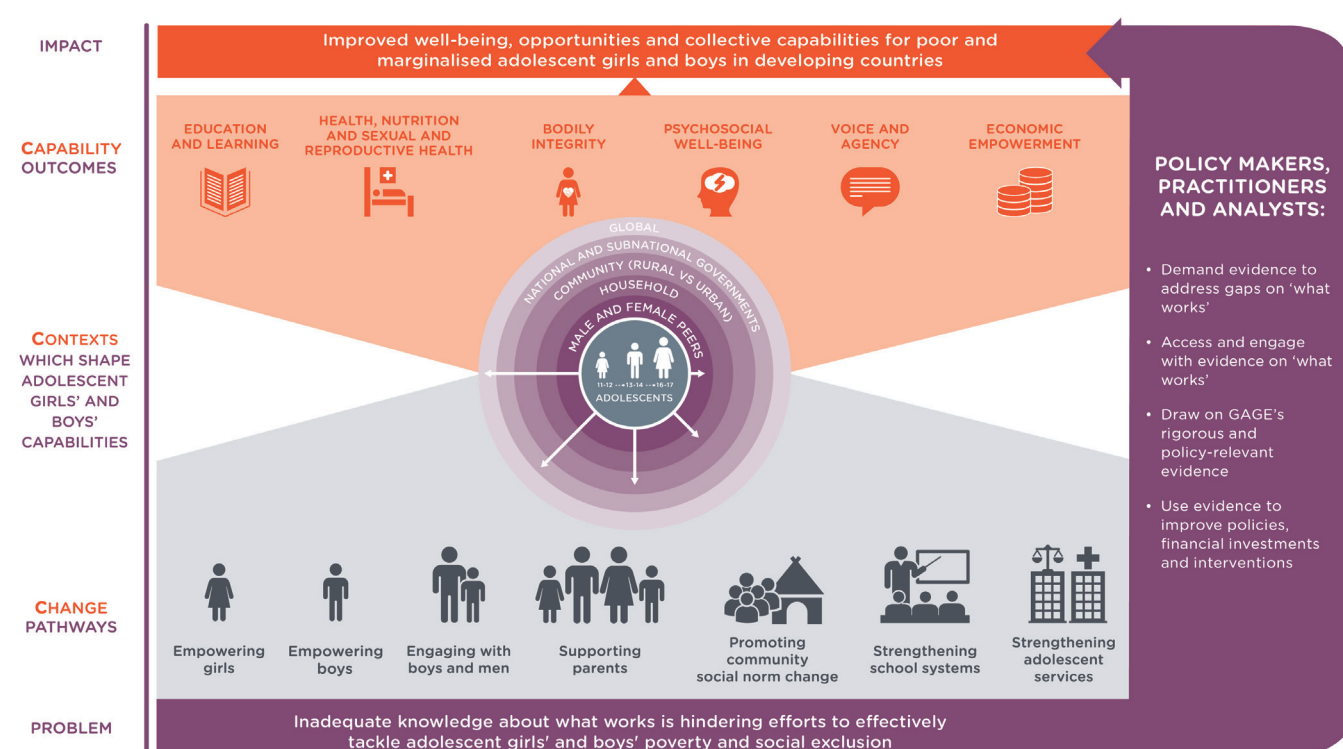 IMPACT
Improved well-being, opportunities and collective capabilities for poor and
marginalised adolescent girls and boys in developing countries
CAPABILITY
OUTCOMES
EDUCATION
AND LEARNING
HEALTH, NUTRITION
AND SEXUAL AND
REPRODUCTIVE HEALTH
BODILY
INTEGRITY
PSYCHOSOCIAL
WELL-BEING
VOICE AND
AGENCY
ECONOMIC
EMPOWERMENT
CONTEXTS
WHICH SHAPE
ADOLESCENT
GIRLS' AND
BOYS'
CAPABILITIES
GLOBAL
NATIONAL AND SUBNATIONAL GOVERNMENTS
COMMUNITY (RURAL VS URBAN)
HOUSEHOLD
MALE AND FEMALE PEERS
11-12 --•13-14 --•16-17
ADOLESCENTS
CHANGE
PATHWAYS
Empowering
girls
Empowering
boys
Engaging with
boys and men
Supporting
parents
Promoting
community
social norm change
Strengthening
school systems
Strengthening
adolescent
services
PROBLEM
Inadequate knowledge about what works is hindering efforts to effectively
tackle adolescent girls' and boys' poverty and social exclusion
POLICY MAKERS,
PRACTITIONERS
AND ANALYSTS:
• Demand evidence to
address gaps on ‘what
works’
• Access and engage
with evidence on ‘what
works’
• Draw on GAGE’s
rigorous and
policy-relevant
evidence
• Use evidence to
improve policies,
financial investments
and interventions